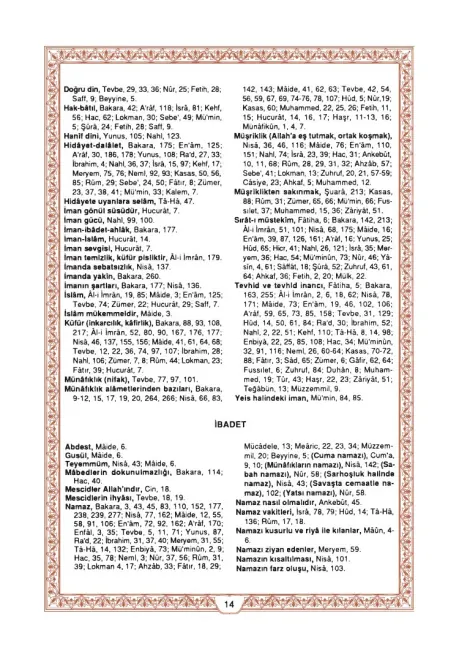 Doğru din, Tevbe, 29, 33, 36; Nûr, 25; Fetih, 28;
Saff, 9; Beyyine, 5.
Hak-bâtıl, Bakara, 42; A'râf, 118; İsrâ, 81; Kehf,
56; Hac, 62; Lokman, 30; Sebe', 49; Mü'min,
5; Şûrâ, 24; Fetih, 28; Saff, 9.
Hanif dîni, Yunus, 105; Nahl, 123.
Hidâyet-dalâlet, Bakara, 175; En'âm, 125;
A'râf, 30, 186, 178; Yunus, 108; Ra'd, 27, 33;
İbrahim, 4; Nahl, 36, 37; İsrâ, 15, 97; Kehf, 17;
Meryem, 75, 76; Neml, 92, 93; Kasas, 50, 56,
85; Rûm, 29; Sebe', 24, 50; Fâtır, 8; Zümer,
23, 37, 38, 41; Mü'min, 33; Kalem, 7.
Hidâyete uyanlara selâm, Tâ-Hâ, 47.
İman gönül süsüdür, Hucurât, 7.
İman gücü, Nahl, 99, 100.
İman-ibâdet-ahlâk, Bakara, 177.
İman-İslâm, Hucurât, 14.
İman sevgisi, Hucurât, 7.
İman temizlik, küfür pisliktir, Âl-i İmrân, 179.
İmanda sebatsızlık, Nisâ, 137.
İmanda yakîn, Bakara, 260.
İmanın şartları, Bakara, 177; Nisâ, 136.
İslâm, Âl-i İmrân, 19, 85; Mâide, 3; En'âm, 125;
Tevbe, 74; Zümer, 22; Hucurât, 29; Saff, 7.
İslâm mükemmeldir, Mâide, 3.
Küfür (inkarcılık, kâfirlik), Bakara, 88, 93, 108,
217; Âl-i İmrân, 52, 80, 90, 167, 176, 177;
Nisâ, 46, 137, 155, 156; Mâide, 41, 61, 64, 68;
Tevbe, 12, 22, 36, 74, 97, 107; İbrahim, 28;
Nahl, 106; Zümer, 7, 8; Rûm, 44; Lokman, 23;
Fâtır, 39; Hucurât, 7.
Münâfıklık (nifak), Tevbe, 77, 97, 101.
Münâfıklık alâmetlerinden bazıları, Bakara,
9-12, 15, 17, 19, 20, 264, 266; Nisâ, 66, 83,
142, 143; Mâide, 41, 62, 63; Tevbe, 42, 54,
56, 59, 67, 69, 74-76, 78, 107; Hûd, 5; Nûr,19;
Kasas, 60; Muhammed, 22, 25, 26; Fetih, 11,
15; Hucurât, 14, 16, 17; Haşr, 11-13, 16;
Munâfikûn, 1, 4, 7.
Müşriklik (Allah'a eş tutmak, ortak koşmak),
Nisâ, 36, 46, 116; Mâide, 76; En'âm, 110,
151; Nahl, 74; İsrâ, 23, 39; Hac, 31; Ankebût,
10, 11, 68; Rûm, 28, 29, 31, 32; Ahzâb, 57;
Sebe', 41; Lokman, 13; Zuhruf, 20, 21, 57-59;
Câsiye, 23; Ahkaf, 5; Muhammed, 12.
Müşriklikten sakınmak, Şuarâ, 213; Kasas,
88; Rûm, 31; Zümer, 65, 66; Mü'min, 66; Fus-
sılet, 37; Muhammed, 15, 36; Zâriyât, 51.
Sırât-ı müstekîm, Fâtiha, 6; Bakara, 142, 213;
Âl-i İmrân, 51, 101; Nisâ, 68, 175; Mâide, 16;
En'âm, 39, 87, 126, 161; A'râf, 16; Yunus, 25;
Hûd, 56; Hicr, 41; Nahl, 26, 121; İsrâ, 35; Mer-
yem, 36; Hac, 54; Mü'minûn, 73; Nûr, 46; Yâ-
sîn, 4, 61; Sâffât, 18; Şûrâ, 52; Zuhruf, 43, 61,
64; Ahkaf, 36; Fetih, 2, 20; Mülk, 22.
Tevhid ve tevhid inancı, Fâtiha, 5; Bakara,
163, 255; Âl-i İmrân, 2, 6, 18, 62; Nisâ, 78,
171; Mâide, 73; En'âm, 19, 46, 102, 106;
A'râf, 59, 65, 73, 85, 158; Tevbe, 31, 129;
Hûd, 14, 50, 61, 84; Ra'd, 30; İbrahim, 52;
Nahl, 2, 22, 51; Kehf, 110; Tâ-Hâ, 8, 14, 98;
Enbiyâ, 22, 25, 85, 108; Hac, 34; Mü'minûn,
32, 91, 116; Neml, 26, 60-64; Kasas, 70-72,
88; Fâtır, 3; Sâd, 65; Zümer, 6; Gâfir, 62, 64;
Fussılet, 6; Zuhruf, 84; Duhân, 8; Muham-
med, 19; Tûr, 43; Haşr, 22, 23; Zâriyât, 51;
Teğâbün, 13; Müzzemmil, 9.
Yeis halindeki iman, Mü'min, 84, 85.
İBADET
Abdest, Mâide, 6.
Gusül, Mâide, 6.
Teyemmüm, Nisâ, 43; Mâide, 6.
Mâbedlerin dokunulmazlığı, Bakara, 114;
Hac, 40.
Mescidler Allah'ındır, Cin, 18.
Mescidlerin ihyâsı, Tevbe, 18, 19.
Namaz, Bakara, 3, 43, 45, 83, 110, 152, 177,
238, 239, 277; Nisâ, 77, 162; Mâide, 12, 55,
58, 91, 106; En'âm, 72, 92, 162; A'râf, 170;
Enfâl, 3, 35; Tevbe, 5, 11, 71; Yunus, 87,
Ra'd, 22; İbrahim, 31, 37, 40; Meryem, 31, 55;
Tâ-Hâ, 14, 132; Enbiyâ, 73; Mü'minûn, 2, 9,
Hac, 35, 78; Neml, 3; Nûr, 37, 56; Rûm, 31,
39; Lokman 4, 17; Ahzâb, 33; Fâtır, 18, 29;
Mücâdele, 13; Meâric, 22, 23, 34; Müzzem-
mil, 20; Beyyine, 5; (Cuma namazı), Cum'a,
9, 10; (Münâfıkların namazı), Nisâ, 142; (Sa-
bah namazı), Nûr, 58; (Sarhoşluk halinde
namaz), Nisâ, 43; (Savaşta cemaatle na-
maz), 102; (Yatsı namazı), Nûr, 58.
Namaz nasıl olmalıdır, Ankebût, 45.
Namaz vakitleri, İsrâ, 78, 79; Hûd, 14; Tâ-Hâ,
136; Rûm, 17, 18.
Namazı kusurlu ve riyâ ile kılanlar, Mâûn, 4-
6.
Namazı ziyan edenler, Meryem, 59.
Namazın kısaltılması, Nisâ, 101.
Namazın farz oluşu, Nisâ, 103.
14